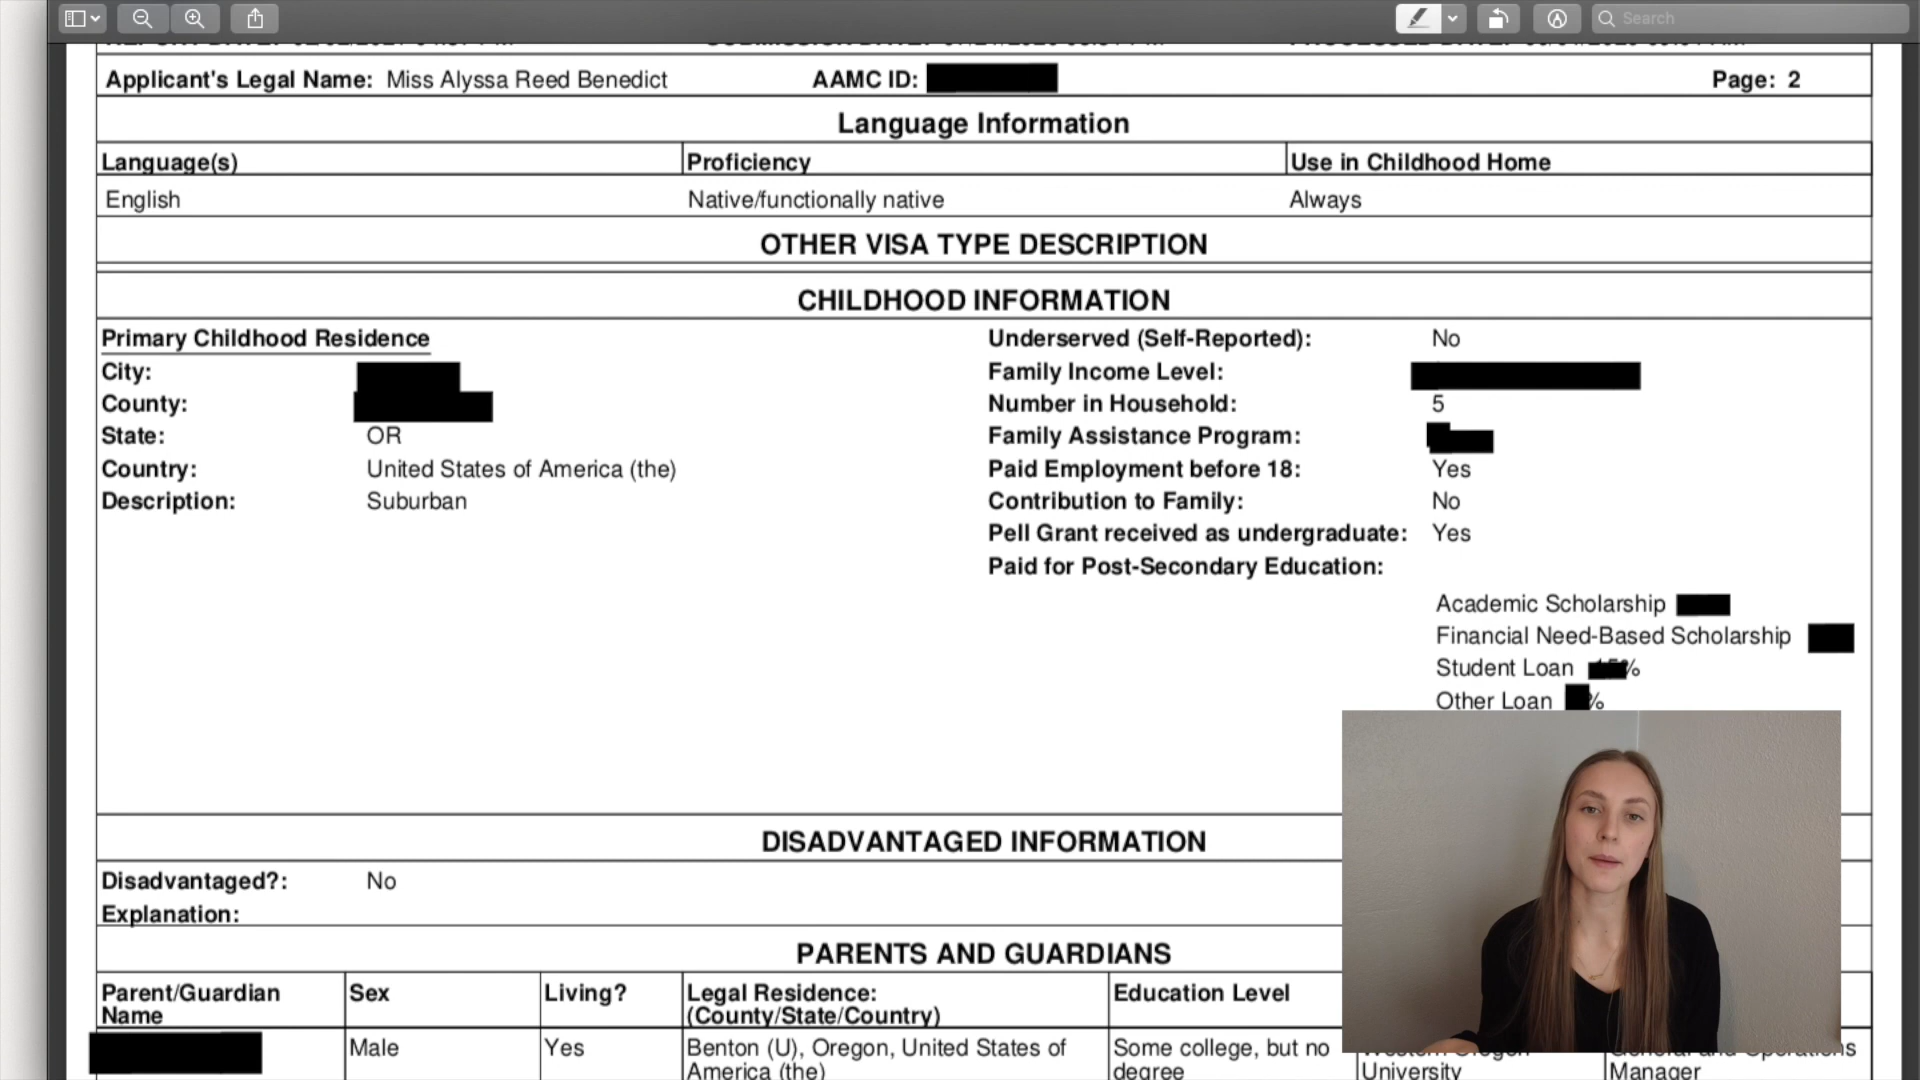 Search
Applicant's Legal Name: Miss Alyssa Reed Benedict AAMC ID: Page: 2
Language Information
Language(s) Proficiency Use in Childhood Home
English Native/functionally native Always
OTHER VISA TYPE DESCRIPTION
CHILDHOOD INFORMATION
Primary Childhood Residence
City:
County:
State: OR
Country: United States of America (the)
Description: Suburban
Underserved (Self-Reported): No
Family Income Level:
Number in Household: 5
Family Assistance Program:
Paid Employment before 18: Yes
Contribution to Family: No
Pell Grant received as undergraduate: Yes
Paid for Post-Secondary Education:
Academic Scholarship
Financial Need-Based Scholarship
Student Loan %
Other Loan %
DISADVANTAGED INFORMATION
Disadvantaged?: No
Explanation:
PARENTS AND GUARDIANS
Parent/Guardian Name Sex Living? Legal Residence: (County/State/Country) Education Level
Male Yes Benton (U), Oregon, United States of America (the) Some college, but no degree Western Oregon University General and Operations Manager